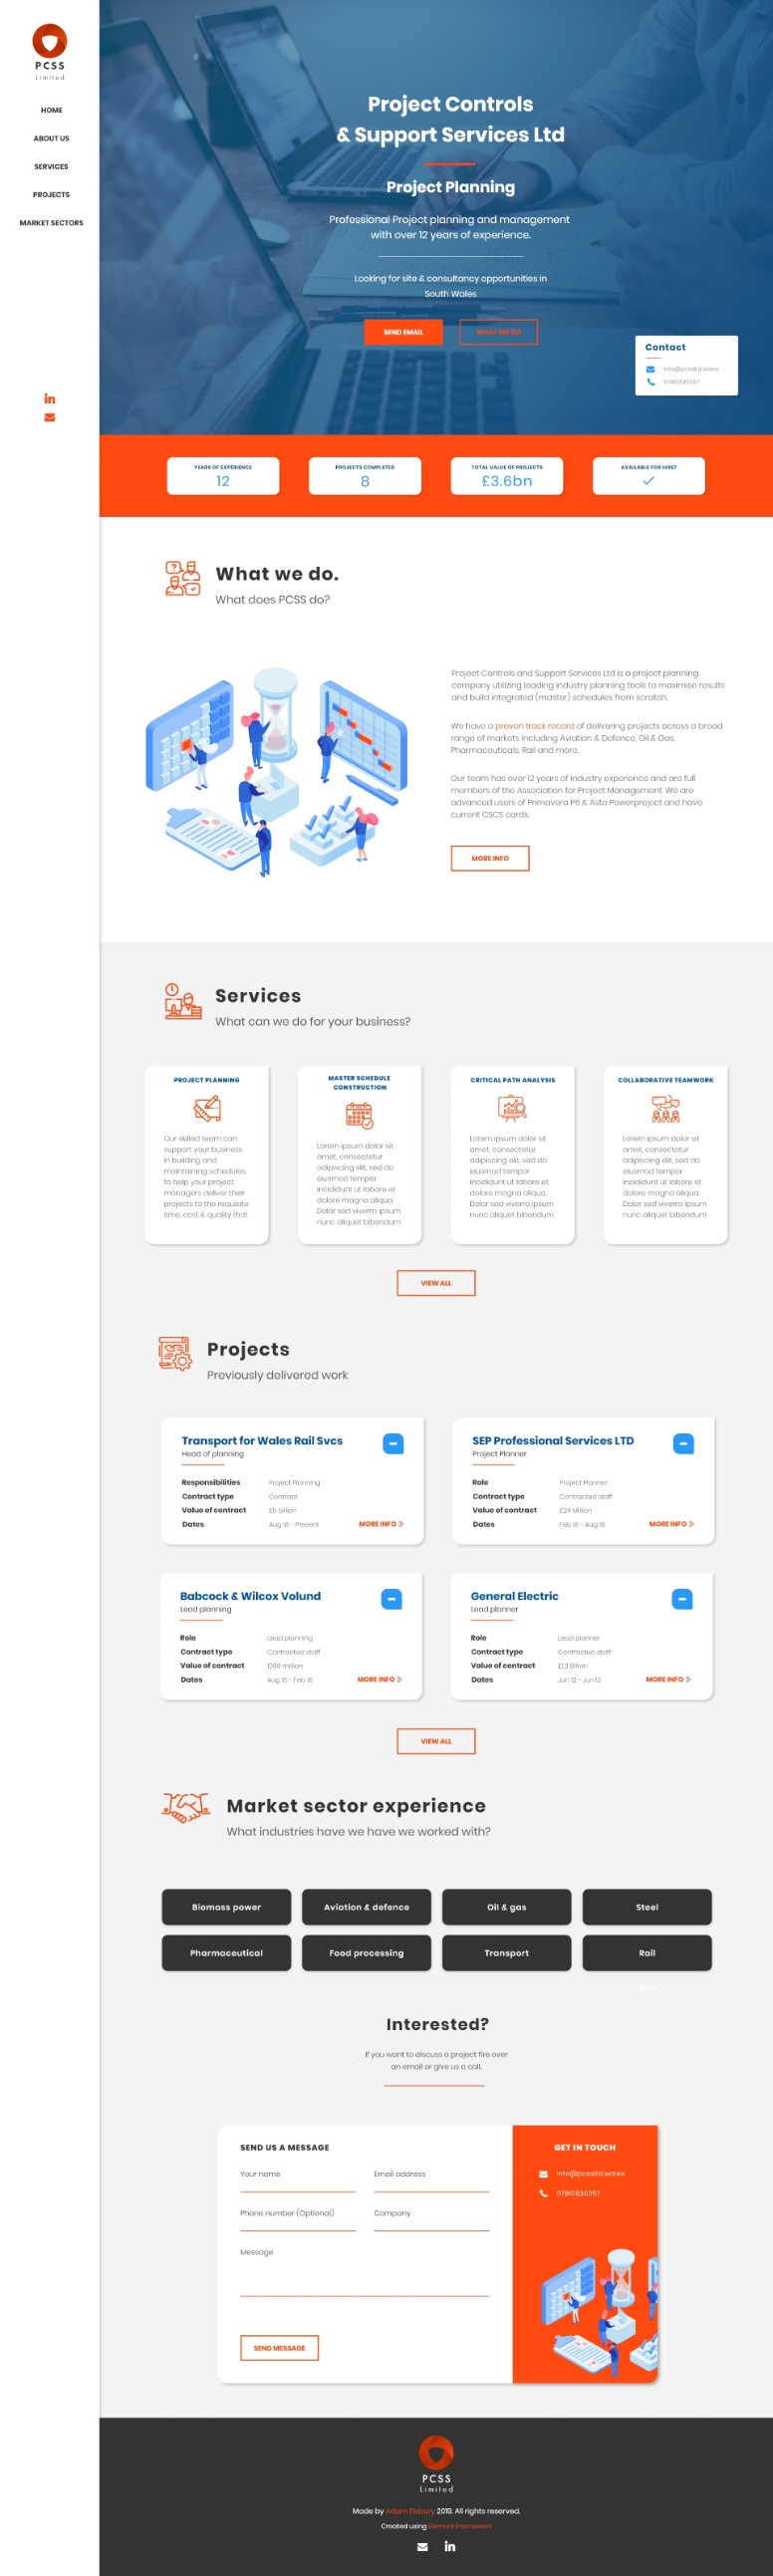 PCSS
Limited
HOME
ABOUT US
SERVICES
PROJECTS
MARKET SECTORS
Project Controls
& Support Services Ltd
Project Planning
Professional Project planning and management
with over 12 years of experience.
Looking for site & consultancy opportunities in
South Wales
SEND EMAIL
WHAT WE DO
Contact
info@pcssltd.wales
07810830357
YEARS OF EXPERIENCE
12
PROJECTS COMPLETED
8
TOTAL VALUE OF PROJECTS
£3.6bn
AVAILABLE FOR HIRE?
What we do.
What does PCSS do?
Project Controls and Support Services Ltd is a project planning
company utilizing leading industry planning tools to maximise results
and build integrated (master) schedules from scratch.
We have a proven track record of delivering projects across a broad
range of markets including Aviation & Defence, Oil & Gas,
Pharmaceuticals, Rail and more.
Our team has over 12 years of industry experience and are full
members of the Association for Project Management. We are
advanced users of Primavera P6 & Asta Powerproject and have
current CSCS cards.
MORE INFO
Services
What can we do for your business?
PROJECT PLANNING
Our skilled team can
support your business
in building and
maintaining schedules
to help your project
managers deliver their
projects to the requisite
time, cost & quality that
MASTER SCHEDULE
CONSTRUCTION
Lorem ipsum dolor sit
amet, consectetur
adipiscing elit, sed do
eiusmod tempor
incididunt ut labore et
dolore magna aliqua.
Dolor sed viverra ipsum
nunc aliquet bibendum
CRITICAL PATH ANALYSIS
Lorem ipsum dolor sit
amet, consectetur
adipiscing elit, sed do
eiusmod tempor
incididunt ut labore et
dolore magna aliqua.
Dolor sed viverra ipsum
nunc aliquet bibendum
COLLABORATIVE TEAMWORK
Lorem ipsum dolor sit
amet, consectetur
adipiscing elit, sed do
eiusmod tempor
incididunt ut labore et
dolore magna aliqua.
Dolor sed viverra ipsum
nunc aliquet bibendum
VIEW ALL
Projects
Previously delivered work
Transport for Wales Rail Svcs
Head of planning
Responsibilities Project Planning
Contract type Contract
Value of contract £5 billion
Dates Aug 18 - Present
MORE INFO
SEP Professional Services LTD
Project Planner
Role Project Planner
Contract type Contracted staff
Value of contract £24 Million
Dates Feb 18 - Aug 18
MORE INFO
Babcock & Wilcox Volund
Lead planning
Role Lead planning
Contract type Contracted staff
Value of contract £160 million
Dates Aug 16 - Feb 18
MORE INFO
General Electric
Lead planner
Role Lead planner
Contract type Contracted staff
Value of contract £1.3 Billion
Dates Jun 12 - Jun 13
MORE INFO
VIEW ALL
Market sector experience
What industries have we have we worked with?
Biomass power
Aviation & defence
Oil & gas
Steel
Pharmaceutical
Food processing
Transport
Rail
Interested?
If you want to discuss a project fire over
an email or give us a call.
SEND US A MESSAGE
Your name
Email address
Phone number (Optional)
Company
Message
SEND MESSAGE
GET IN TOUCH
info@pcssltd.wales
07810830357
PCSS
Limited
Made by Adam Elsbury 2019. All rights reserved.
Created using Element Framework